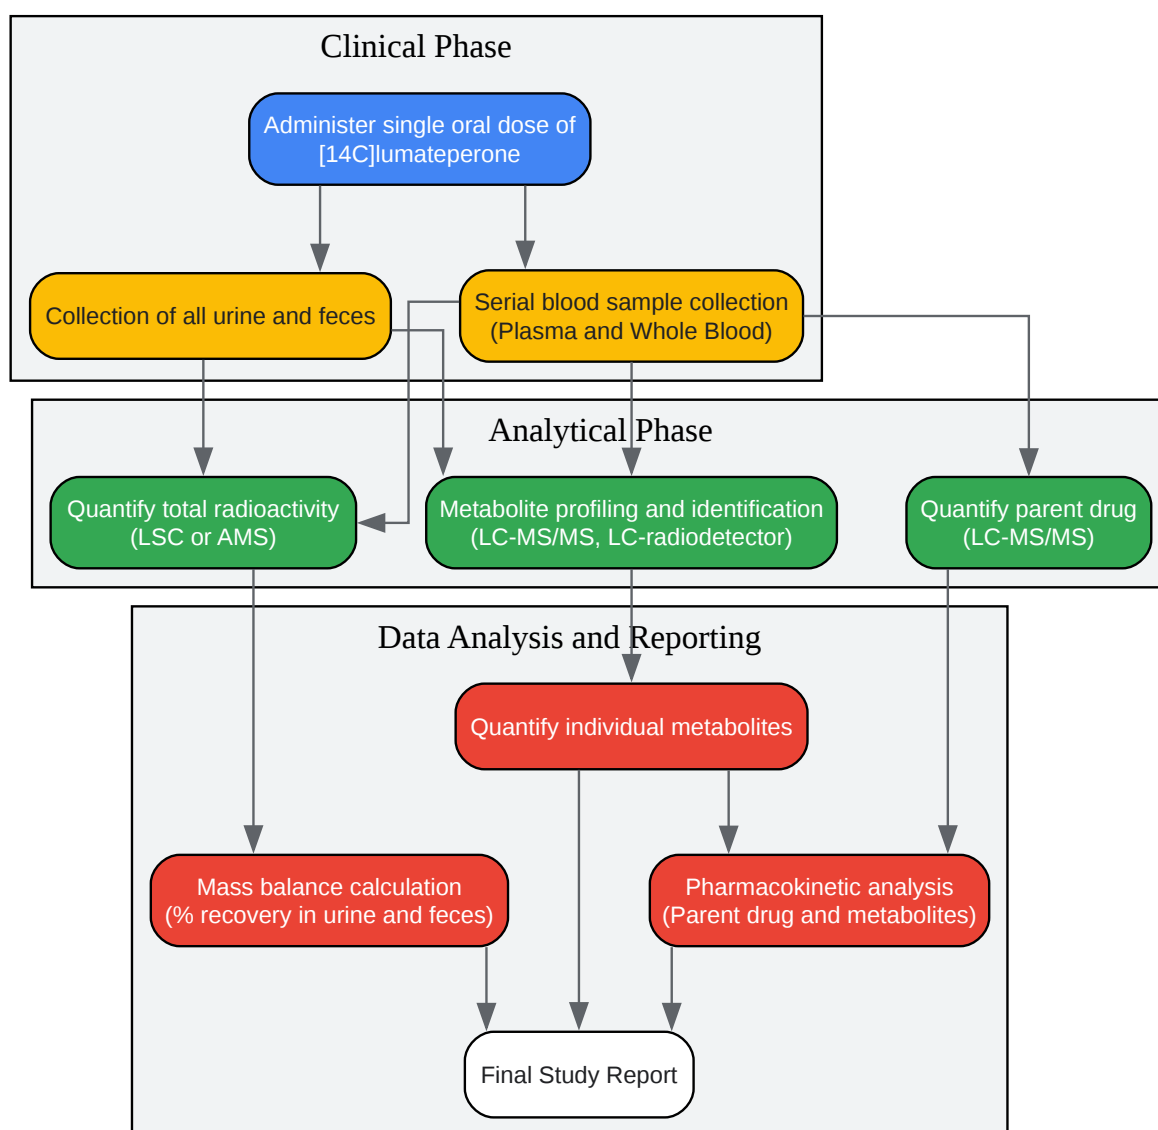 Clinical Phase
Administer single oral dose of
[14C]lumateperone
Collection of all urine and feces
Serial blood sample collection
(Plasma and Whole Blood)
Analytical Phase
Quantify total radioactivity
(LSC or AMS)
Metabolite profiling and identification
(LC-MS/MS, LC-radiodetector)
Quantify parent drug
(LC-MS/MS)
Data Analysis and Reporting
Quantify individual metabolites
Mass balance calculation
(% recovery in urine and feces)
Pharmacokinetic analysis
(Parent drug and metabolites)
Final Study Report